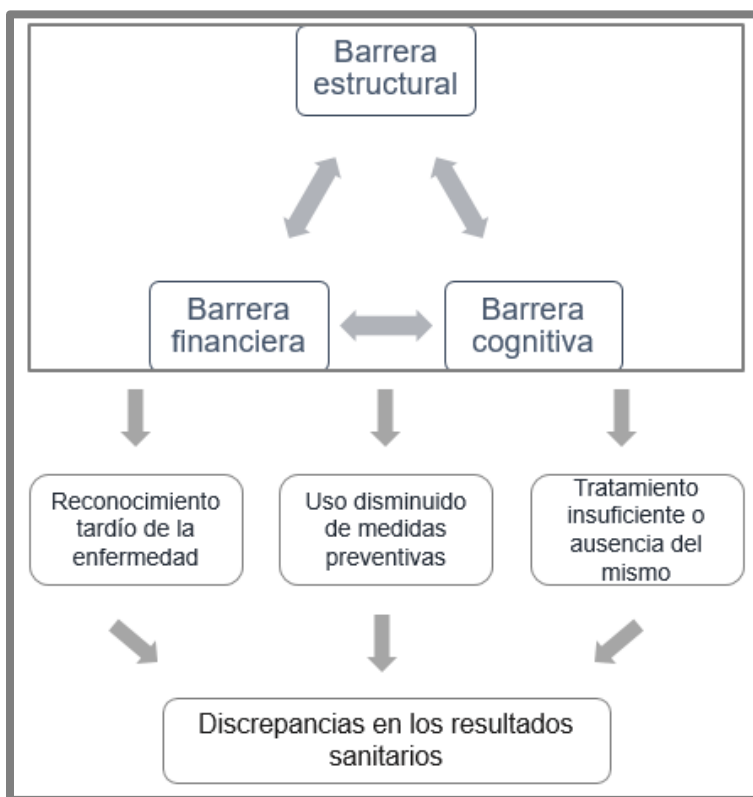 Barrera
estructural
Barrera
financiera
Barrera
cognitiva
Reconocimiento
tardío de la
enfermedad
Uso disminuido
de medidas
preventivas
Tratamiento
insuficiente o
ausencia del
mismo
Discrepancias en los resultados
sanitarios